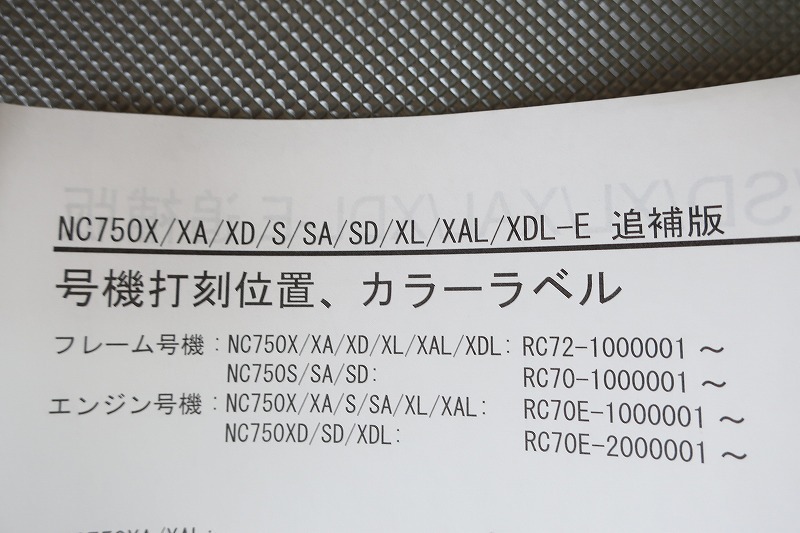 NC750X/XA/XD/S/SA/SD/XL/XAL/XDL-E 追補版
号機打刻位置、カラーラベル
フレーム号機：NC750X/XA/XD/XL/XAL/XDL: RC72-1000001 ～
NC750S/SA/SD: RC70-1000001 ～
エンジン号機：NC750X/XA/S/SA/XL/XAL: RC70E-1000001 ～
NC750XD/SD/XDL: RC70E-2000001 ～